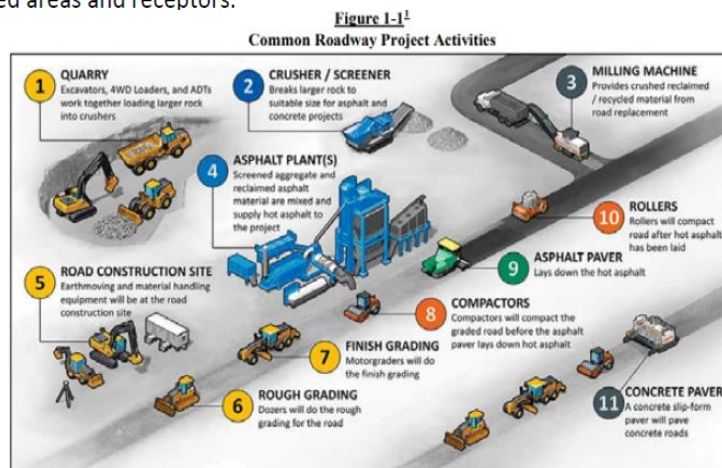 ed areas and receptors.
Figure 1-1¹
Common Roadway Project Activities
1
QUARRY
Excavators, 4WD Loaders, and ADTs
work together loading larger rock
into crushers
2
CRUSHER / SCREENER
Breaks larger rock to
suitable size for asphalt and
concrete projects
3
MILLING MACHINE
Provides crushed reclaimed
/ recycled material from
road replacement
4
ASPHALT PLANT(S)
Screened aggregate and
reclaimed asphalt
material are mixed and
supply hot asphalt to
the project
5
ROAD CONSTRUCTION SITE
Earthmoving and material handling
equipment will be at the road
construction site
6
ROUGH GRADING
Dozers will do the rough
grading for the road
7
FINISH GRADING
Motorgraders will do
the finish grading
8
COMPACTORS
Compactors will compact the
graded road before the asphalt
paver lays down hot asphalt
9
ASPHALT PAVER
Lays down the hot asphalt
10
ROLLERS
Rollers will compact
road after hot asphalt
has been laid
11
CONCRETE PAVER
A concrete slip-form
paver will pave
concrete roads